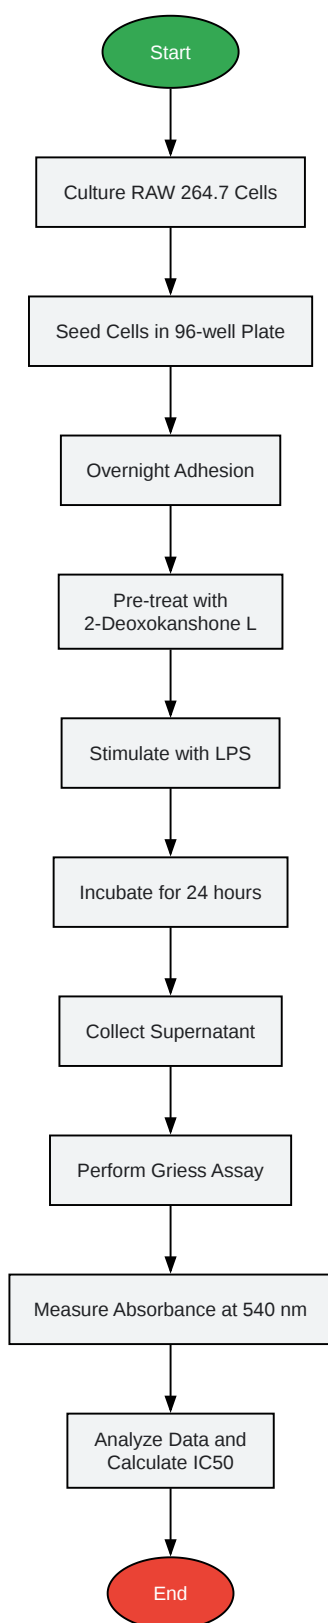 Start
Culture RAW 264.7 Cells
Seed Cells in 96-well Plate
Overnight Adhesion
Pre-treat with
2-Deoxokanshone L
Stimulate with LPS
Incubate for 24 hours
Collect Supernatant
Perform Griess Assay
Measure Absorbance at 540 nm
Analyze Data and
Calculate IC50
End